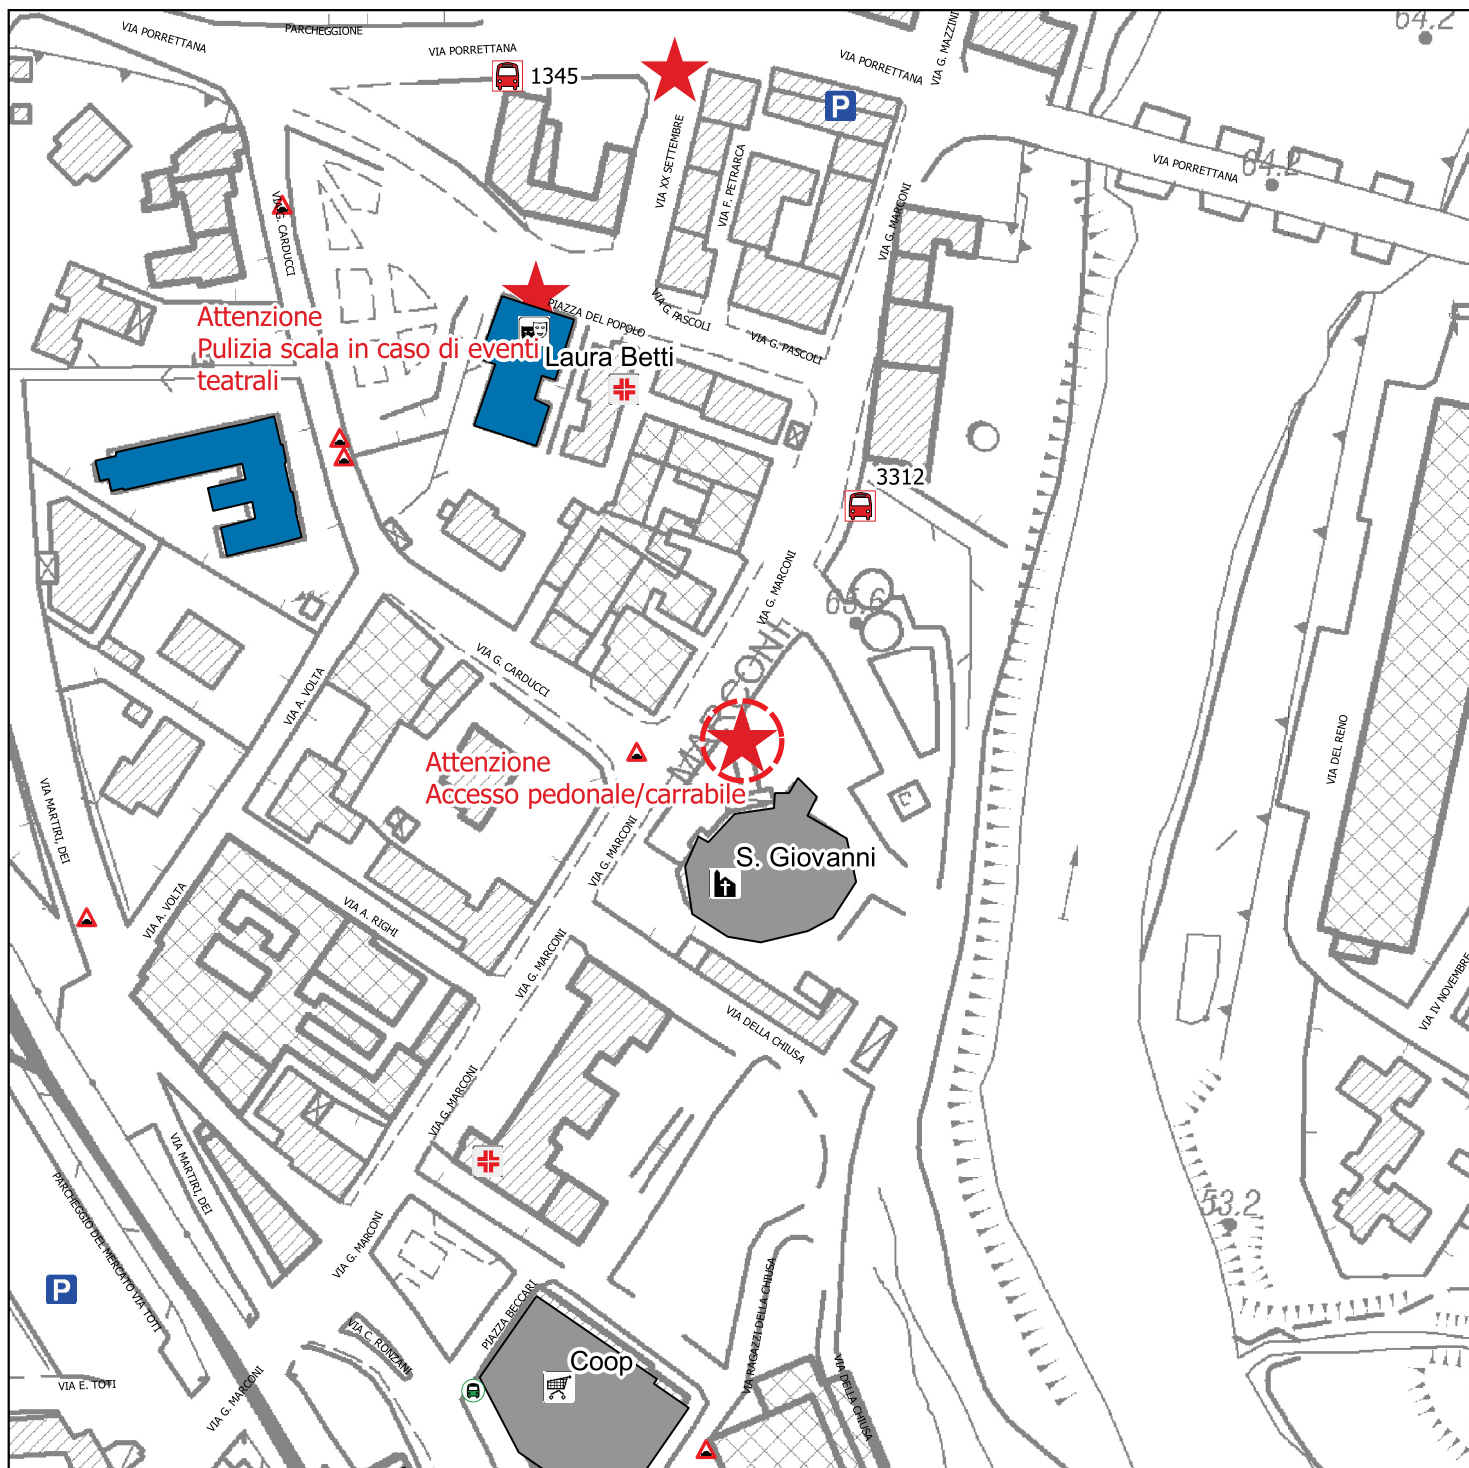 64.2
VIA PORRETTANA
PARCHEGGIONE
VIA PORRETTANA
VIA PORRETTANA
VIA G. MAZZINI
1345
P
VIA XX SETTEMBRE
VIA F. PETRARCA
VIA PORRETTANA
64.2
VIA G. CARDUCCI
VIA G. MARCONI
PIAZZA DEL POPOLO
VIA G. PASCOLI
VIA G. PASCOLI
Attenzione
Pulizia scala in caso di eventi
teatrali
Laura Betti
3312
VIA G. MARCONI
65.6
MARCONI
VIA G. CARDUCCI
VIA A. VOLTA
VIA DEL RENO
Attenzione
Accesso pedonale/carrabile
VIA MARTIRI, DEI
VIA G. MARCONI
S. Giovanni
VIA A. VOLTA
VIA A. RIGHI
VIA G. MARCONI
VIA IV NOVEMBRE
VIA DELLA CHIUSA
VIA G. MARCONI
VIA MARTIRI, DEI
PARCHEGGIO DEL MERCATO VIA TOTI
53.2
VIA G. MARCONI
P
PIAZZA BECCARI
VIA RAGAZZI DELLA CHIUSA
VIA C. RONZANI
Coop
VIA DELLA CHIUSA
VIA E. TOTI
VIA G. MARCONI